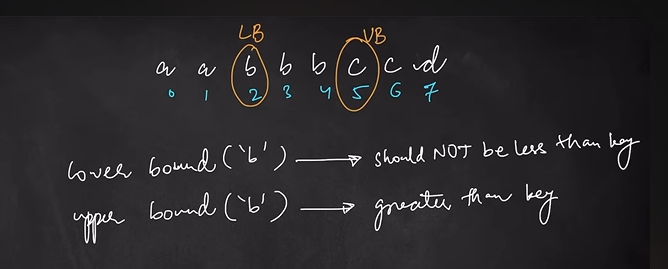 LB UB
a a b b b c c d
0 1 2 3 4 5 6 7
lower bound ('b') → should NOT be less than key
upper bound ('b') → greater than key